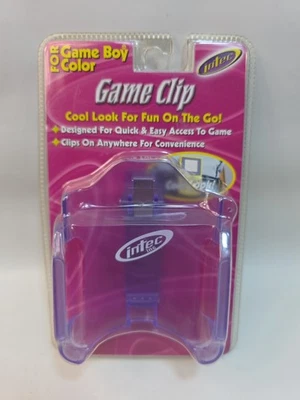 FOR Game Boy
Color
intec
Game Clip
Cool Look For Fun On The Go!
• Designed For Quick & Easy Access To Game
• Clips On Anywhere For Convenience
intec